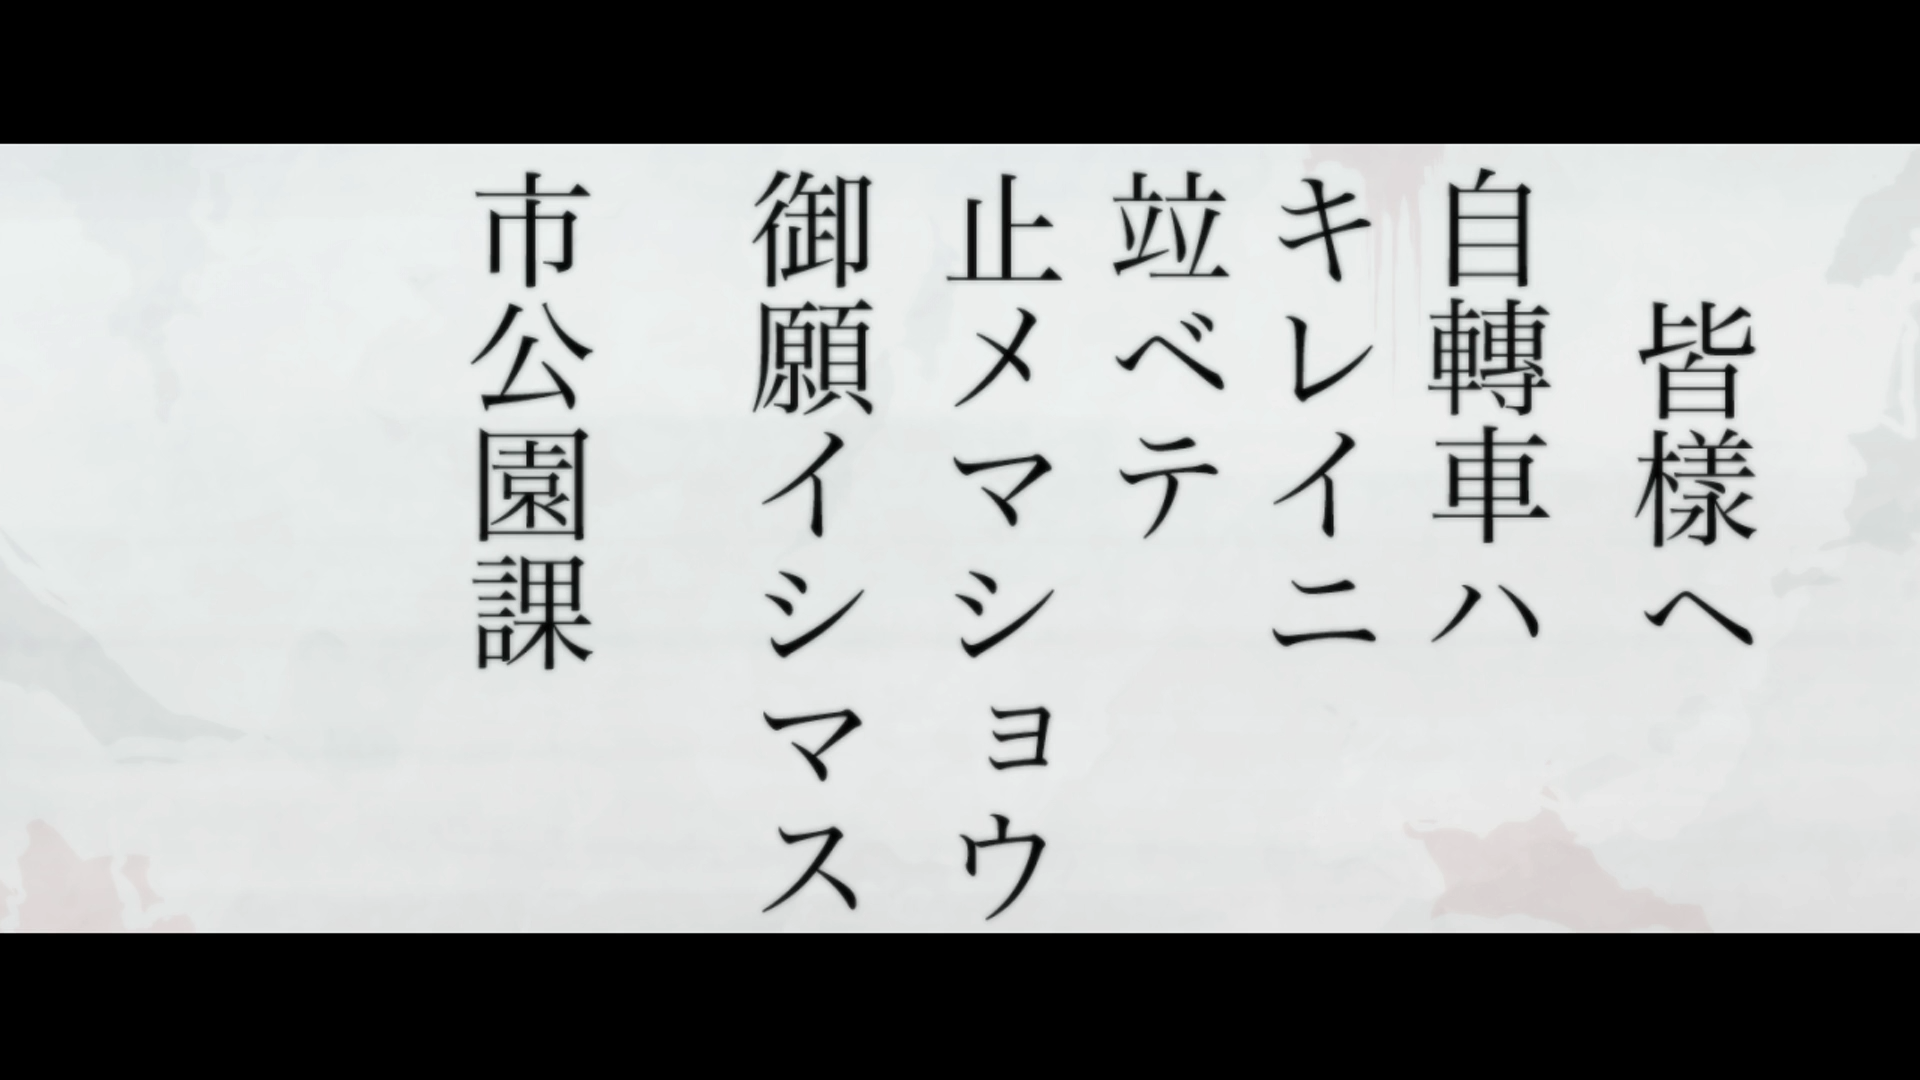 皆樣へ
自轉車ハ
キレイニ
竝ベテ
止メマショウ
御願イシマス
市公園課